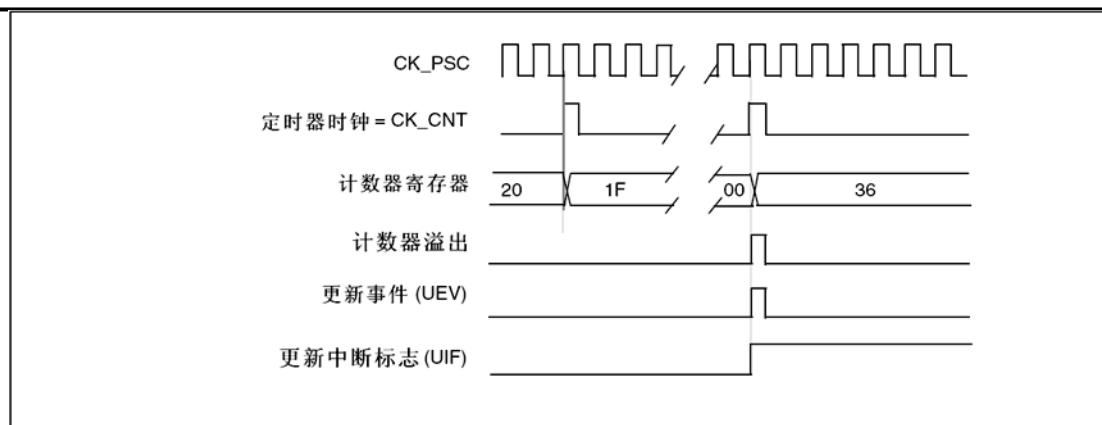 CK_PSC
定时器时钟 = CK_CNT
计数器寄存器 20 1F 00 36
计数器溢出
更新事件 (UEV)
更新中断标志 (UIF)